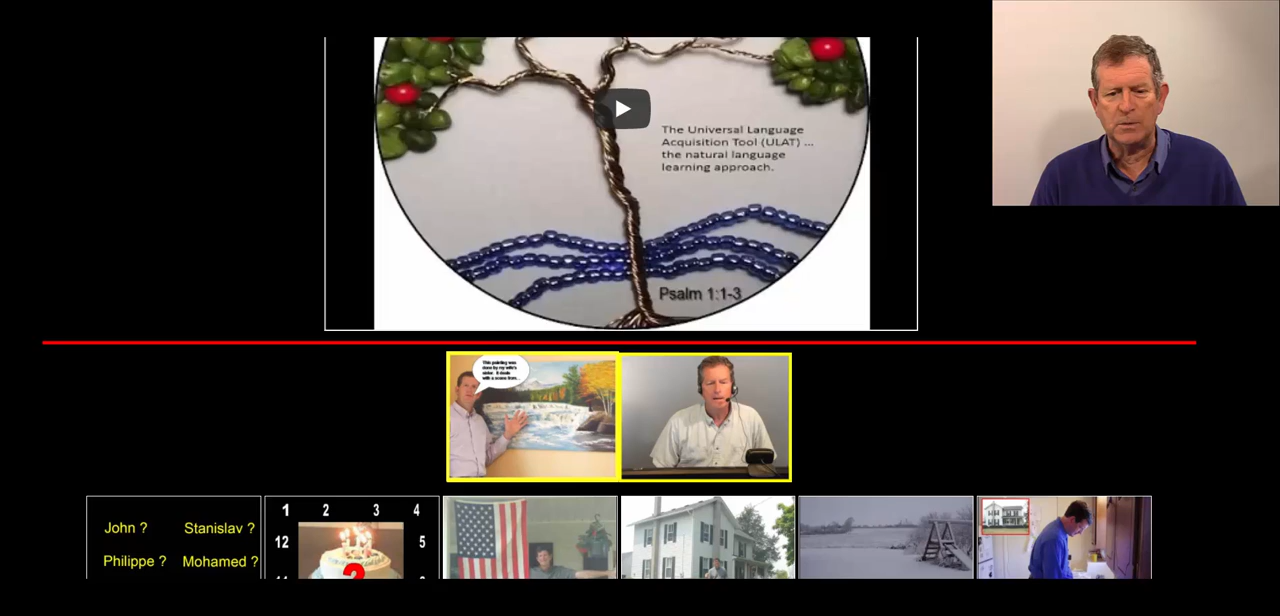 The Universal Language
Acquisition Tool (ULAT) ...
the natural language
learning approach.
Psalm 1:1-3
This painting was
done by my wife's
sister. It deals
with a scene from...
John ? Stanislav ?
Philippe ? Mohamed ?
1 2 3 4
12 5
?